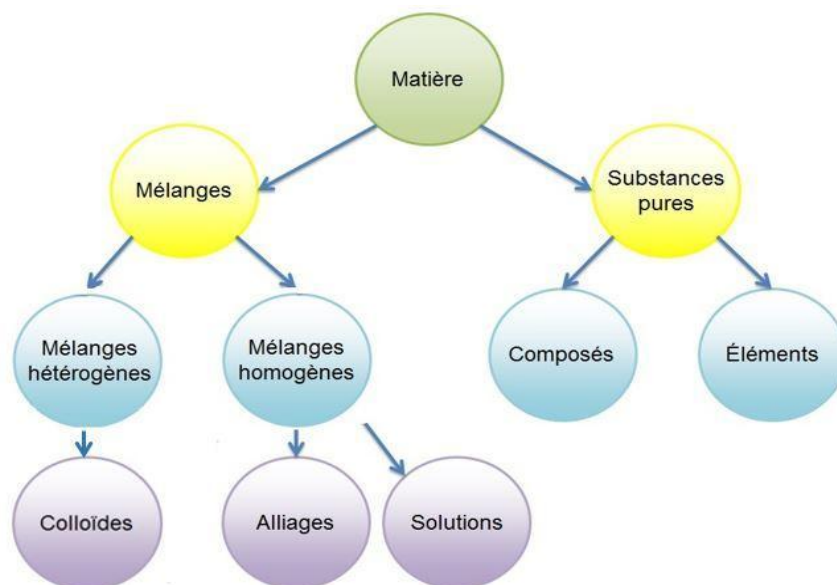 Matière
Mélanges
Substances
pures
Mélanges
hétérogènes
Mélanges
homogènes
Composés
Éléments
Colloïdes
Alliages
Solutions